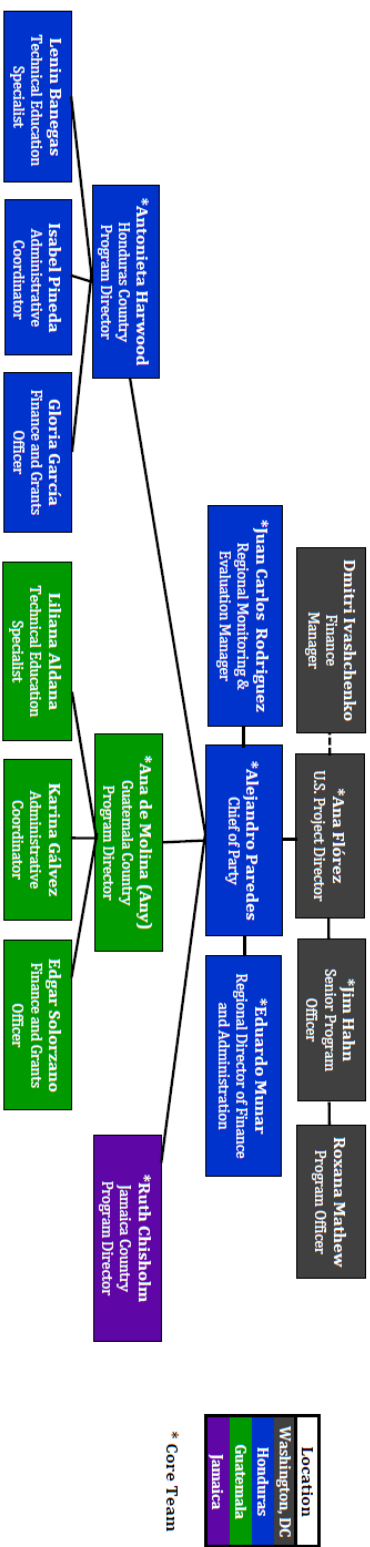 Dmitri Ivashchenko
Finance
Manager
*Ana Flórez
U.S. Project Director
*Jim Hahn
Senior Program
Officer
Roxana Mathew
Program Officer
*Juan Carlos Rodriguez
Regional Monitoring &
Evaluation Manager
*Alejandro Paredes
Chief of Party
*Eduardo Munar
Regional Director of Finance
and Administration
*Antonieta Harwood
Honduras Country
Program Director
*Ana de Molina (Any)
Guatemala Country
Program Director
*Ruth Chisholm
Jamaica Country
Program Director
Lenin Banegas
Technical Education
Specialist
Isabel Pineda
Administrative
Coordinator
Gloria García
Finance and Grants
Officer
Liliana Aldana
Technical Education
Specialist
Karina Gálvez
Administrative
Coordinator
Edgar Solorzano
Finance and Grants
Officer
Location
Washington, DC
Honduras
Guatemala
Jamaica
* Core Team